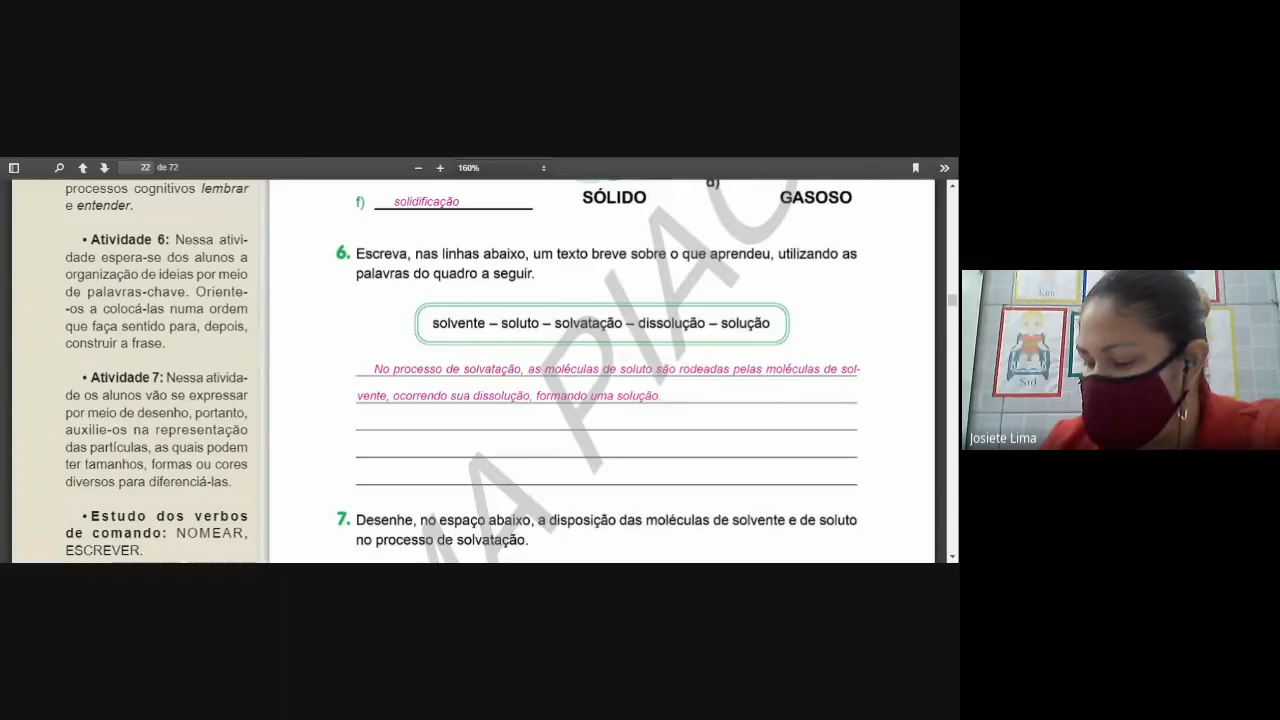 22 de 72
160%
processos cognitivos lembrar
e entender.
• Atividade 6: Nessa ativi-
dade espera-se dos alunos a
organização de ideias por meio
de palavras-chave. Oriente-
-os a colocá-las numa ordem
que faça sentido para, depois,
construir a frase.
• Atividade 7: Nessa ativida-
de os alunos vão se expressar
por meio de desenho, portanto,
auxilie-os na representação
das partículas, as quais podem
ter tamanhos, formas ou cores
diversos para diferenciá-las.
• Estudo dos verbos
de comando: NOMEAR,
ESCREVER.
d)
f) solidificação
SÓLIDO
GASOSO
6. Escreva, nas linhas abaixo, um texto breve sobre o que aprendeu, utilizando as
palavras do quadro a seguir.
solvente – soluto – solvatação – dissolução – solução
No processo de solvatação, as moléculas de soluto são rodeadas pelas moléculas de sol-
vente, ocorrendo sua dissolução, formando uma solução.
7. Desenhe, no espaço abaixo, a disposição das moléculas de solvente e de soluto
no processo de solvatação.
MA PIAC
Kim
Sid
Josiete Lima